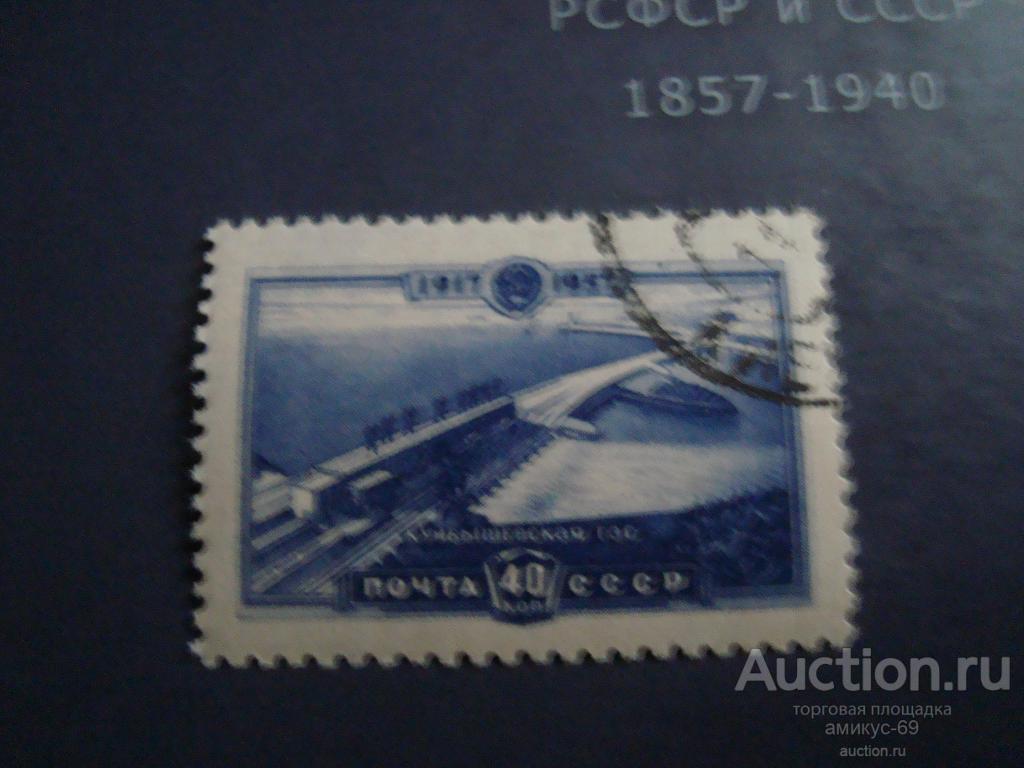 РСФСР и СССР
1857-1940
1917 195
КУЙБЫШЕВСКАЯ ГЭС
ПОЧТА 40 СССР
КОП
Auction.ru
торговая площадка
амикус-69
auction.ru